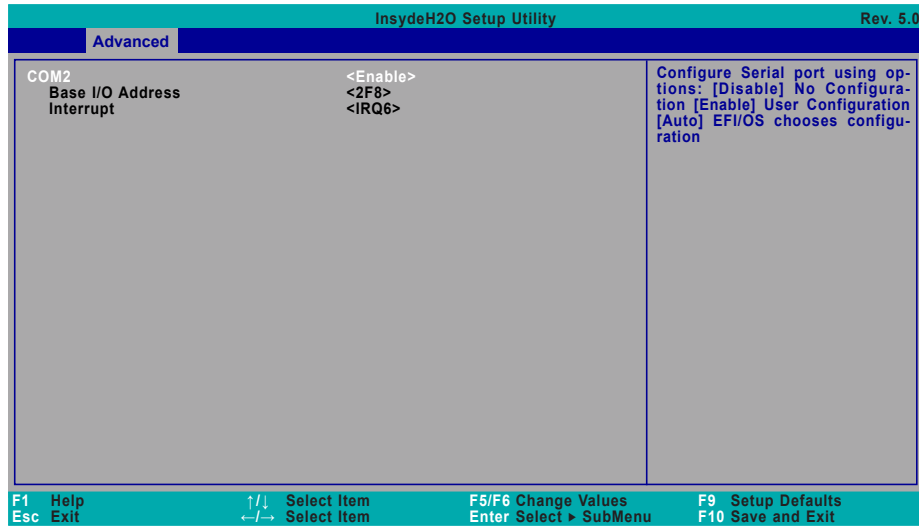 InsydeH2O Setup Utility Rev. 5.0
Advanced
COM2 <Enable>
Base I/O Address <2F8>
Interrupt <IRQ6>
Configure Serial port using op-
tions: [Disable] No Configura-
tion [Enable] User Configuration
[Auto] EFI/OS chooses configu-
ration
F1 Help ↑/↓ Select Item F5/F6 Change Values F9 Setup Defaults
Esc Exit ←/→ Select Item Enter Select ▶ SubMenu F10 Save and Exit